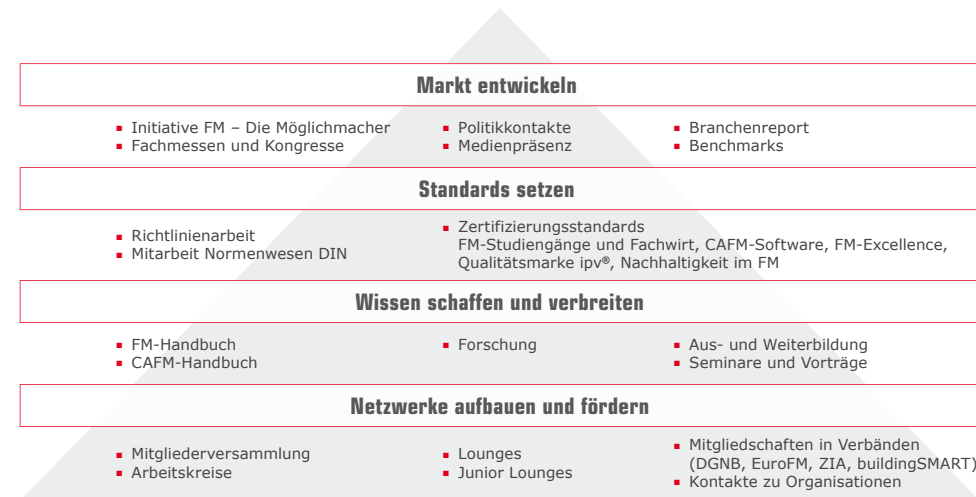 Markt entwickeln
▪ Initiative FM – Die Möglichmacher
▪ Fachmessen und Kongresse
▪ Politikkontakte
▪ Medienpräsenz
▪ Branchenreport
▪ Benchmarks
Standards setzen
▪ Richtlinienarbeit
▪ Mitarbeit Normenwesen DIN
▪ Zertifizierungsstandards
FM-Studiengänge und Fachwirt, CAFM-Software, FM-Excellence,
Qualitätsmarke ipv®, Nachhaltigkeit im FM
Wissen schaffen und verbreiten
▪ FM-Handbuch
▪ CAFM-Handbuch
▪ Forschung
▪ Aus- und Weiterbildung
▪ Seminare und Vorträge
Netzwerke aufbauen und fördern
▪ Mitgliederversammlung
▪ Arbeitskreise
▪ Lounges
▪ Junior Lounges
▪ Mitgliedschaften in Verbänden
(DGNB, EuroFM, ZIA, buildingSMART)
▪ Kontakte zu Organisationen